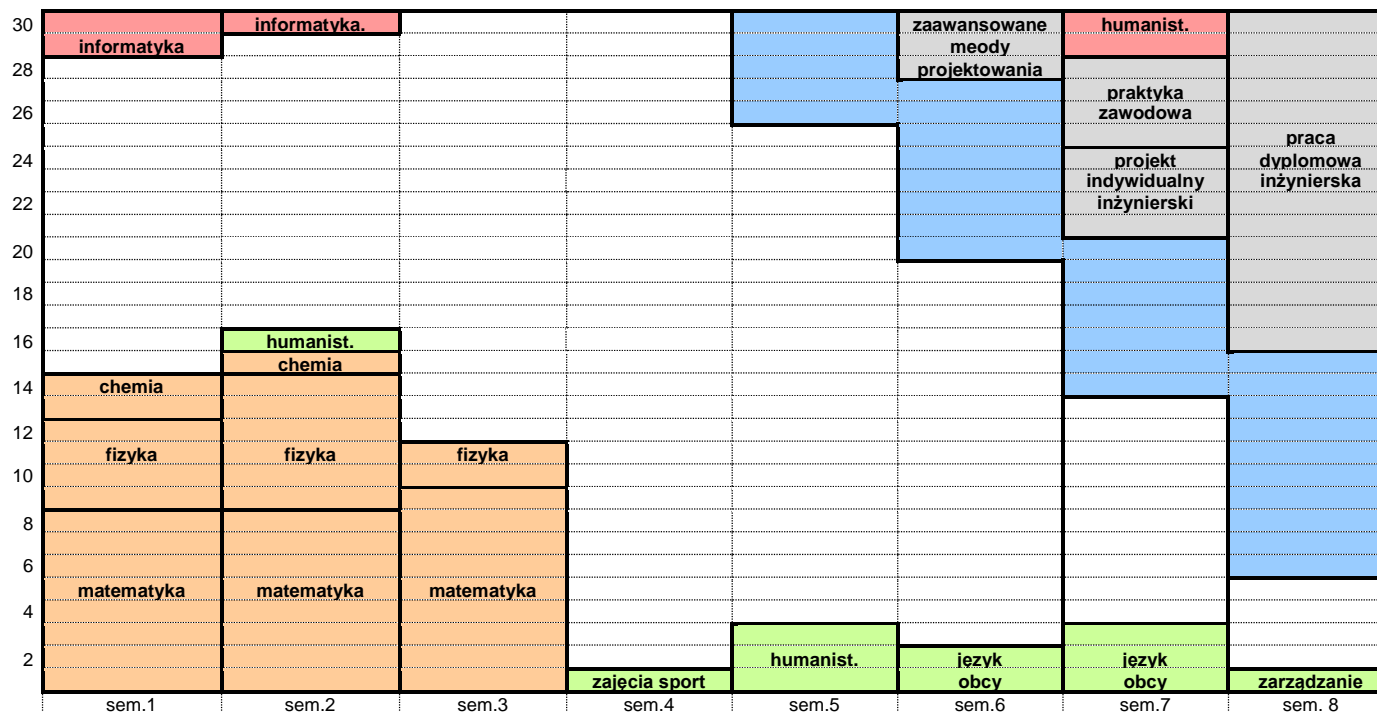 30
informatyka
informatyka.
zaawansowane
meody
projektowania
humanist.
28
praktyka
zawodowa
26
praca
dyplomowa
inżynierska
24
projekt
indywidualny
inżynierski
22
20
18
16
humanist.
chemia
chemia
14
12
fizyka
fizyka
fizyka
10
8
6
matematyka
matematyka
matematyka
4
2
humanist.
język
obcy
język
obcy
zajęcia sport
zarządzanie
sem.1
sem.2
sem.3
sem.4
sem.5
sem.6
sem.7
sem. 8